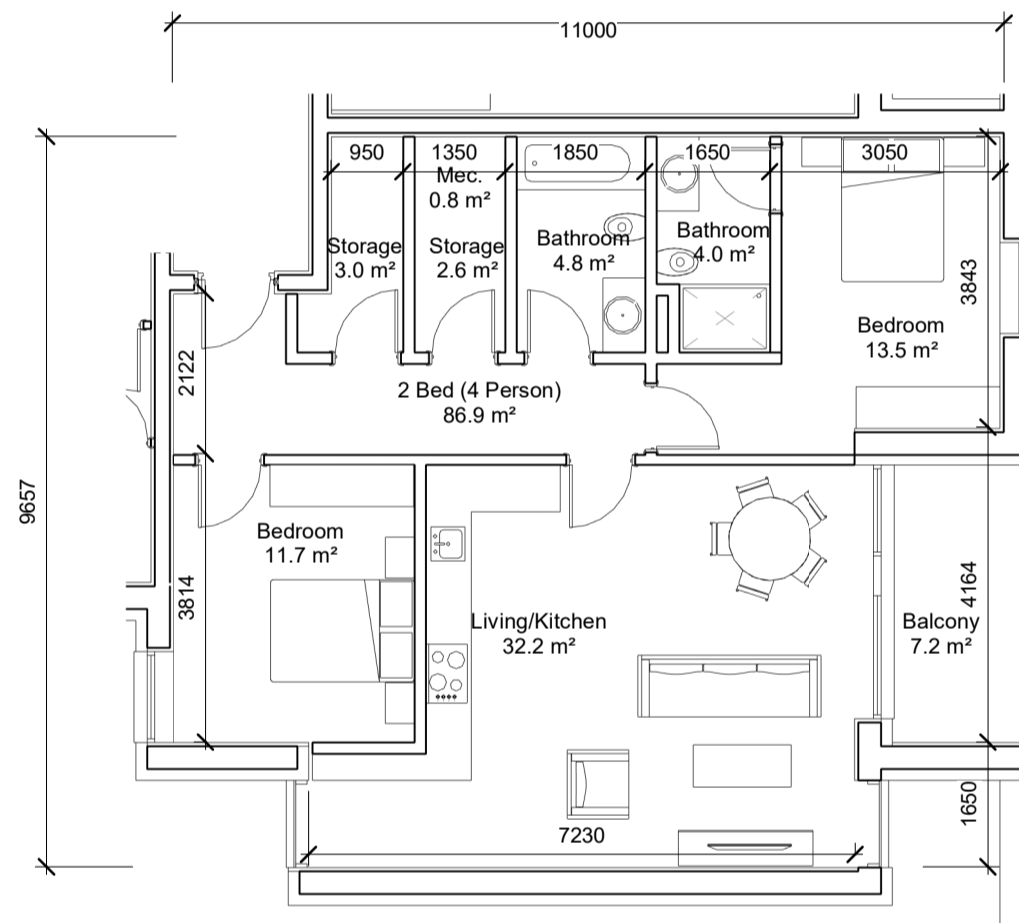 11000
950
1350
1850
1650
3050
Mec.
0.8 m²
Storage
3.0 m²
Storage
2.6 m²
Bathroom
4.8 m²
Bathroom
4.0 m²
3843
Bedroom
13.5 m²
2122
2 Bed (4 Person)
86.9 m²
9657
Bedroom
11.7 m²
3814
Living/Kitchen
32.2 m²
4164
Balcony
7.2 m²
1650
7230